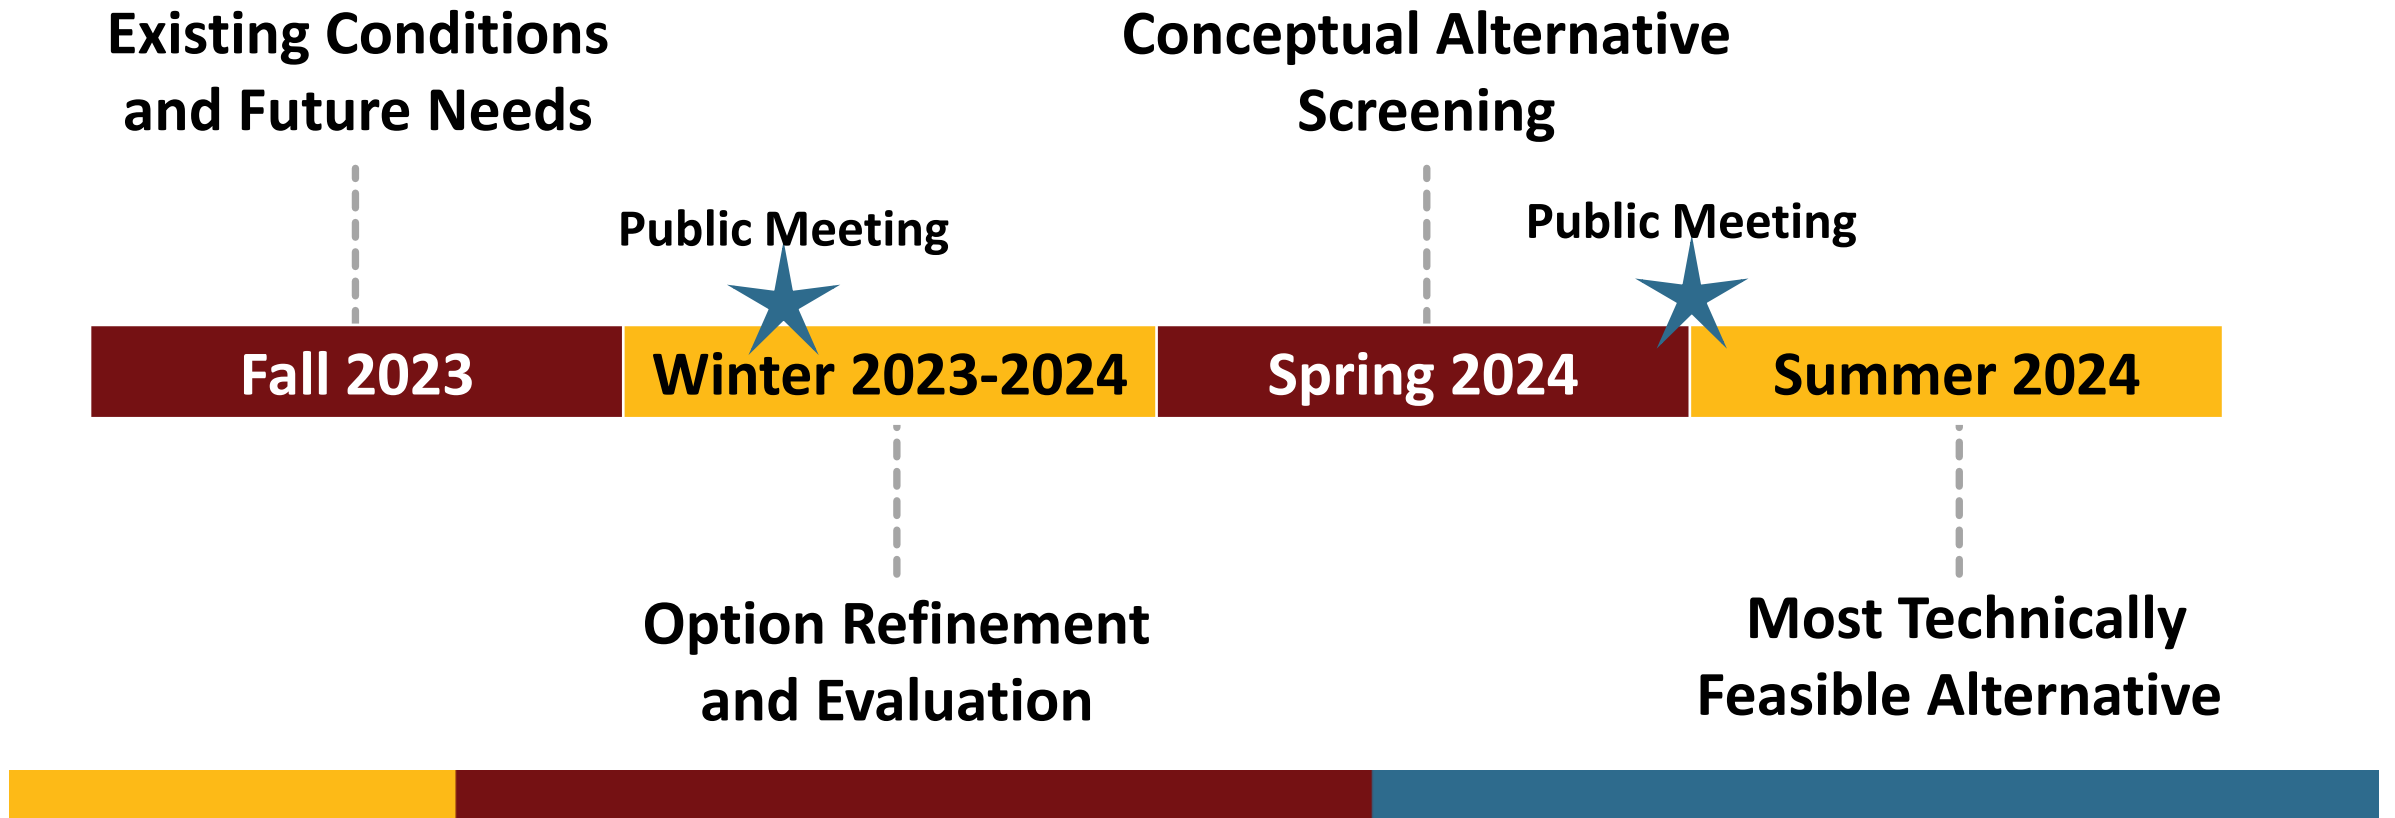 Existing Conditions
and Future Needs
Conceptual Alternative
Screening
Public Meeting
Public Meeting
Fall 2023
Winter 2023-2024
Spring 2024
Summer 2024
Option Refinement
and Evaluation
Most Technically
Feasible Alternative